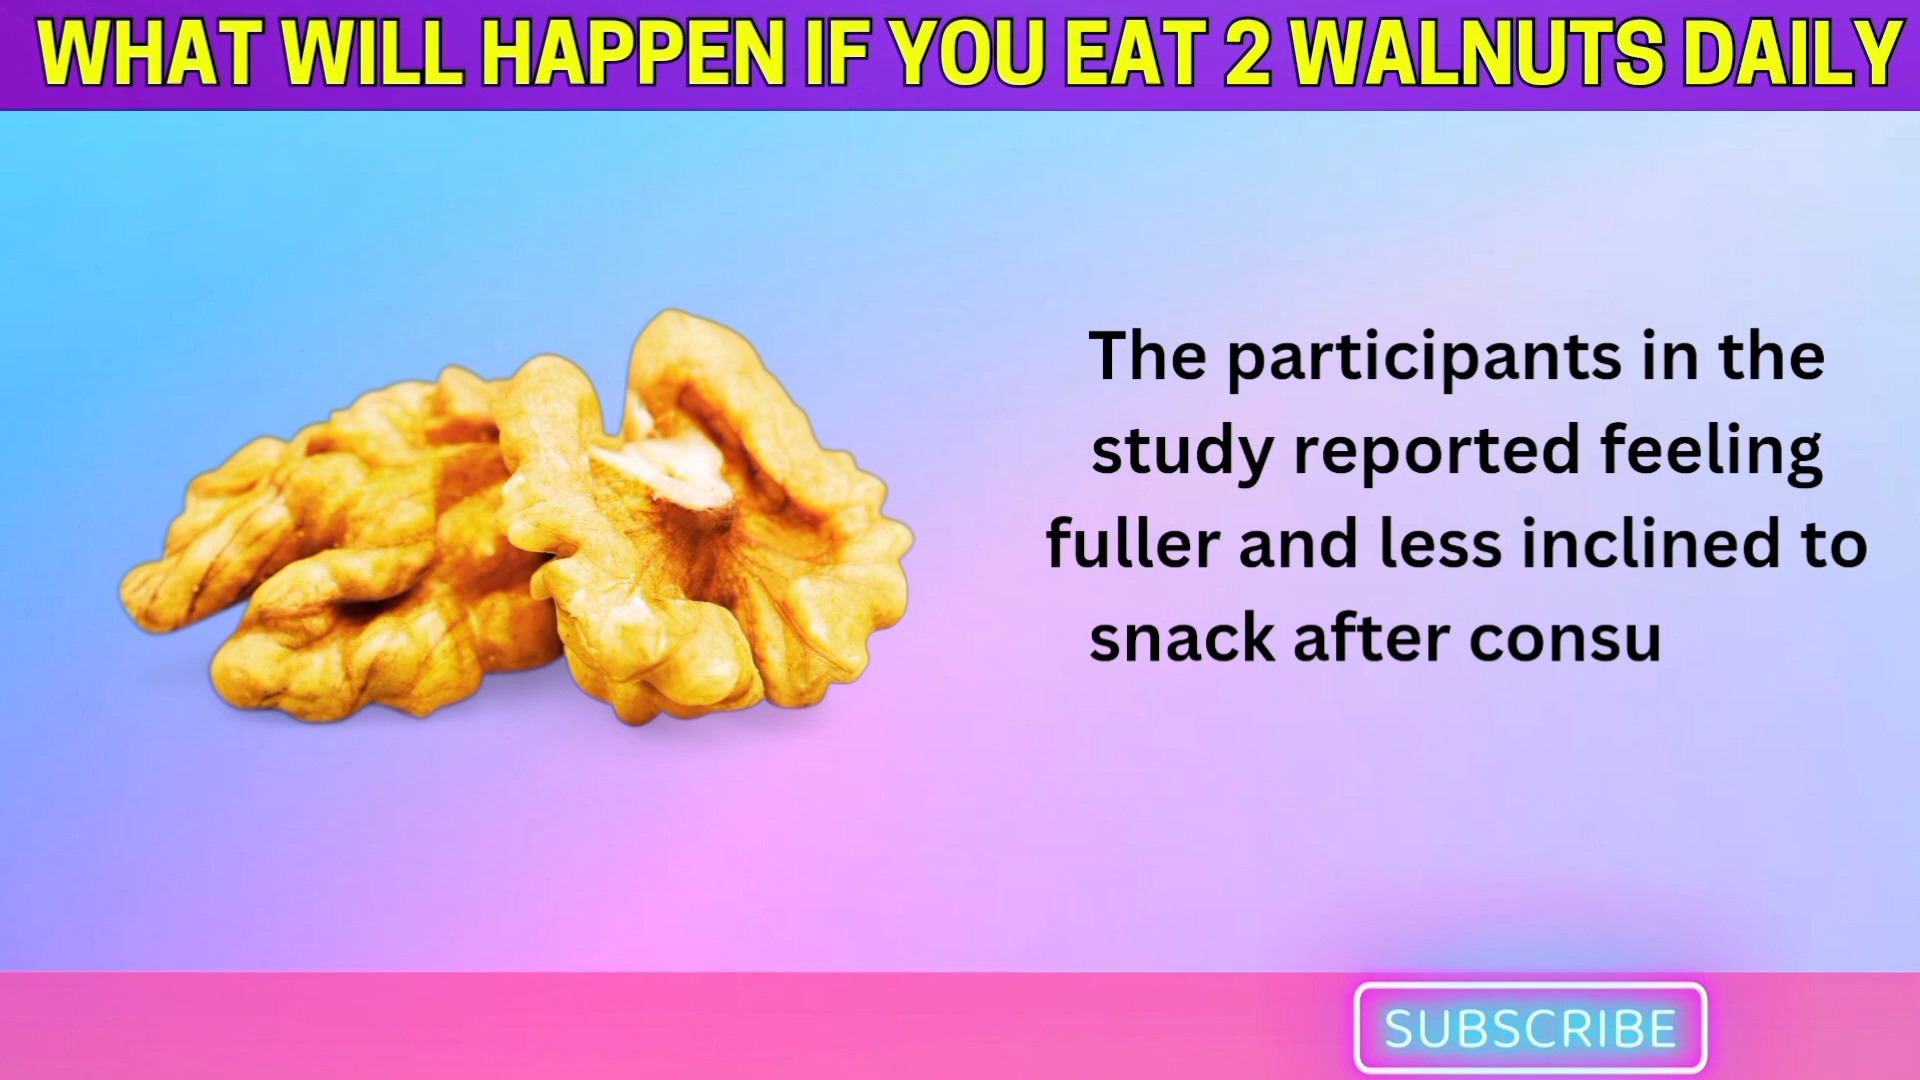 WHAT WILL HAPPEN IF YOU EAT 2 WALNUTS DAILY
The participants in the
study reported feeling
fuller and less inclined to
snack after consu
SUBSCRIBE